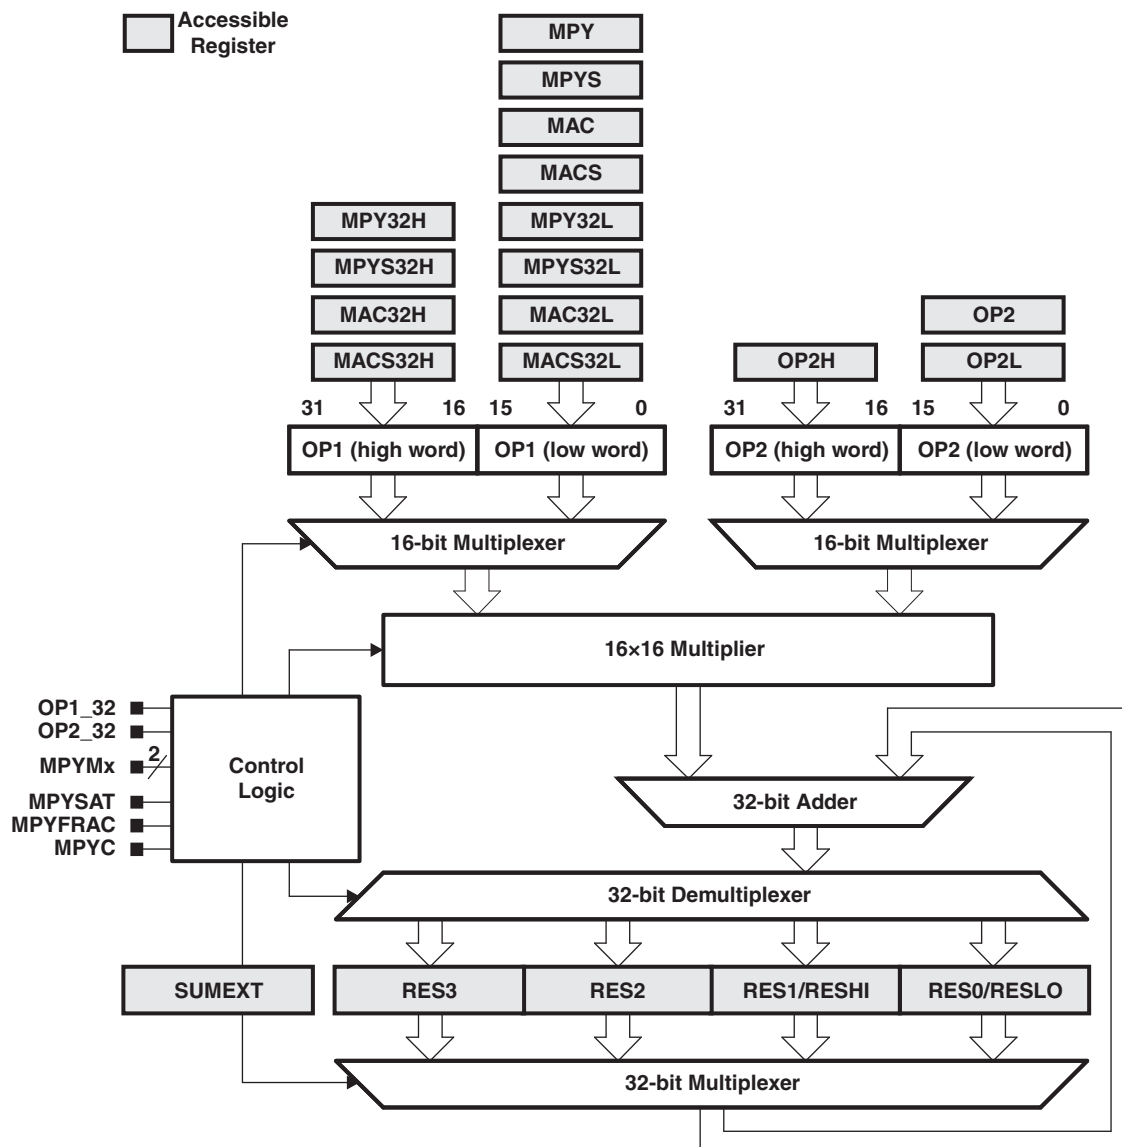 Accessible
Register
MPY
MPYS
MAC
MACS
MPY32H
MPY32L
MPYS32H
MPYS32L
MAC32H
MAC32L
OP2
MACS32H
MACS32L
OP2H
OP2L
31
16
15
0
31
16
15
0
OP1 (high word)
OP1 (low word)
OP2 (high word)
OP2 (low word)
16-bit Multiplexer
16-bit Multiplexer
16×16 Multiplier
OP1_32
OP2_32
MPYMx
2
MPYSAT
MPYFRAC
MPYC
Control
Logic
32-bit Adder
32-bit Demultiplexer
SUMEXT
RES3
RES2
RES1/RESHI
RES0/RESLO
32-bit Multiplexer